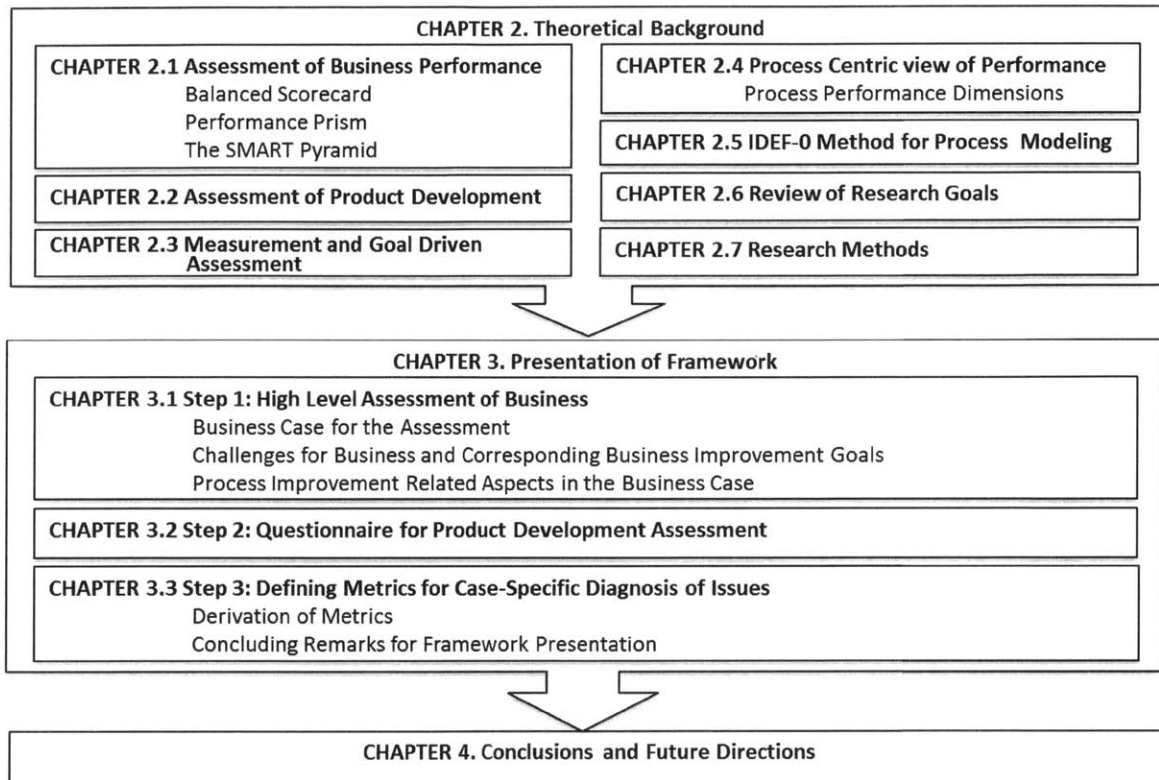 CHAPTER 2. Theoretical Background
CHAPTER 2.1 Assessment of Business Performance
Balanced Scorecard
Performance Prism
The SMART Pyramid
CHAPTER 2.2 Assessment of Product Development
CHAPTER 2.3 Measurement and Goal Driven
Assessment
CHAPTER 2.4 Process Centric view of Performance
Process Performance Dimensions
CHAPTER 2.5 IDEF-0 Method for Process Modeling
CHAPTER 2.6 Review of Research Goals
CHAPTER 2.7 Research Methods
CHAPTER 3. Presentation of Framework
CHAPTER 3.1 Step 1: High Level Assessment of Business
Business Case for the Assessment
Challenges for Business and Corresponding Business Improvement Goals
Process Improvement Related Aspects in the Business Case
CHAPTER 3.2 Step 2: Questionnaire for Product Development Assessment
CHAPTER 3.3 Step 3: Defining Metrics for Case-Specific Diagnosis of Issues
Derivation of Metrics
Concluding Remarks for Framework Presentation
CHAPTER 4. Conclusions and Future Directions